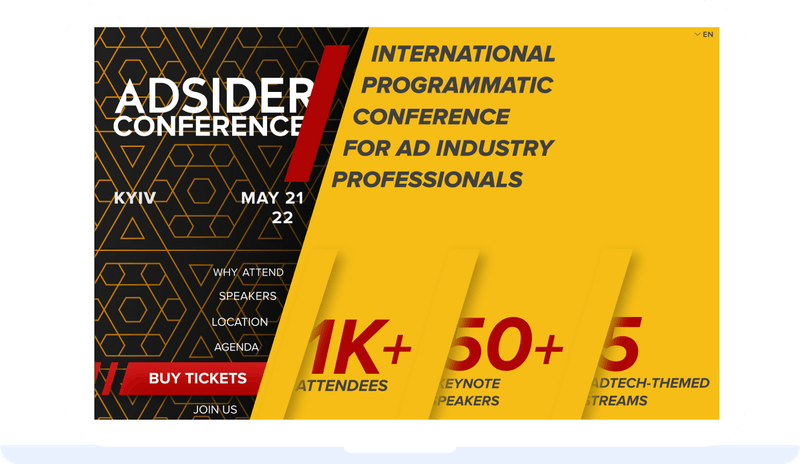 EN
ADSIDER
CONFERENCE
KYIV
MAY 21
22
INTERNATIONAL
PROGRAMMATIC
CONFERENCE
FOR AD INDUSTRY
PROFESSIONALS
WHY ATTEND
SPEAKERS
LOCATION
AGENDA
BUY TICKETS
JOIN US
1K+
ATTENDEES
50+
KEYNOTE
SPEAKERS
5
ADTECH-THEMED
STREAMS